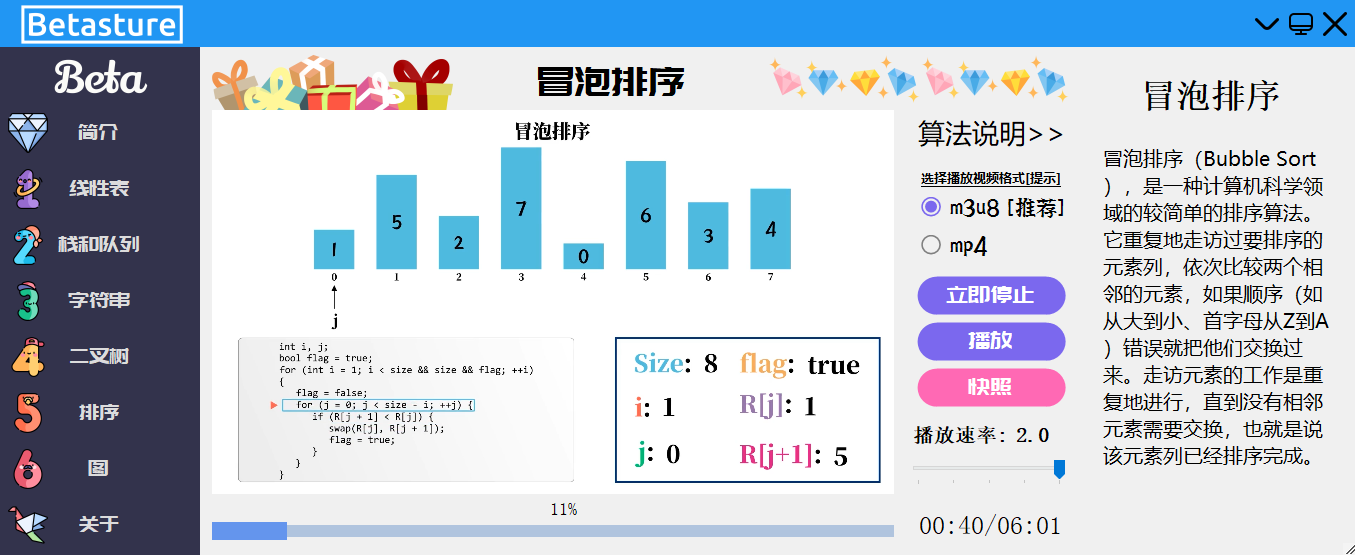 Betasture
Beta
简介
线性表
栈和队列
字符串
二叉树
排序
图
关于
冒泡排序
冒泡排序
1
5
2
7
0
6
3
4
0
1
2
3
4
5
6
7
j
int i, j;
bool flag = true;
for (int i = 1; i < size && size && flag; ++i)
{
flag = false;
for (j = 0; j < size - i; ++j) {
if (R[j + 1] < R[j]) {
swap(R[j], R[j + 1]);
flag = true;
}
}
}
Size: 8 flag: true
i: 1 R[j]: 1
j: 0 R[j+1]: 5
11%
算法说明>>
选择播放视频格式[提示]
m3u8 [推荐]
mp4
立即停止
播放
快照
播放速率: 2.0
00:40/06:01
冒泡排序
冒泡排序（Bubble Sort
），是一种计算机科学领
域的较简单的排序算法。
它重复地走访过要排序的
元素列，依次比较两个相
邻的元素，如果顺序（如
从大到小、首字母从Z到A
）错误就把他们交换过
来。走访元素的工作是重
复地进行，直到没有相邻
元素需要交换，也就是说
该元素列已经排序完成。